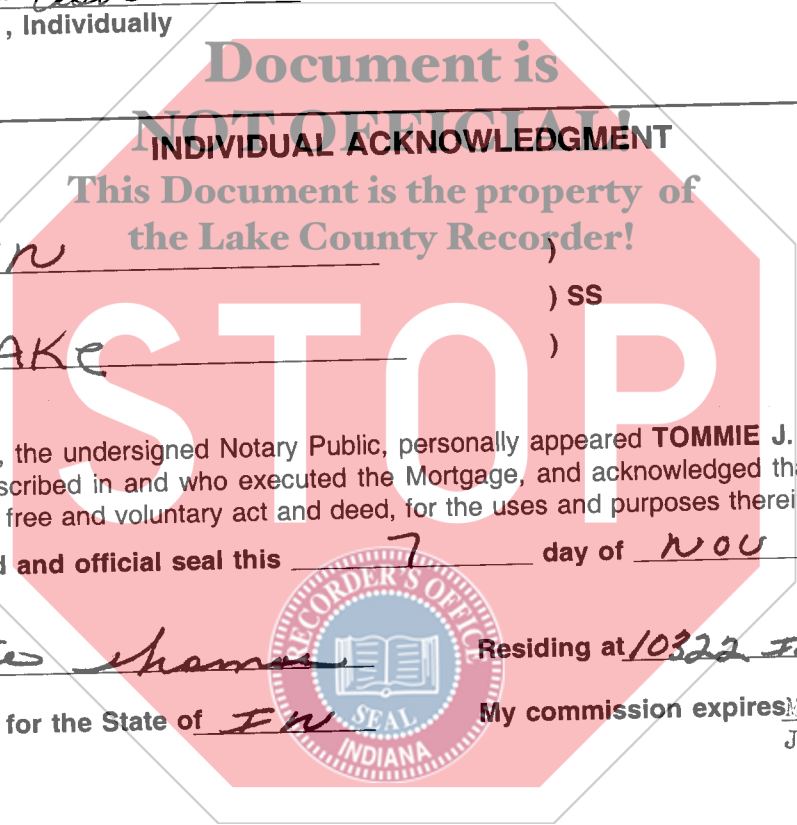 , Individually
Document is
NOT OFFICIAL!
INDIVIDUAL ACKNOWLEDGMENT
This Document is the property of
the Lake County Recorder!
N )
) SS
AKe )
STOP
, the undersigned Notary Public, personally appeared TOMMIE J.
scribed in and who executed the Mortgage, and acknowledged tha
free and voluntary act and deed, for the uses and purposes therei
d and official seal this 7 day of NOV
RECORDER'S OFFICE
Thomas Residing at 10322
SEAL
for the State of IN My commission expires
INDIANA
J